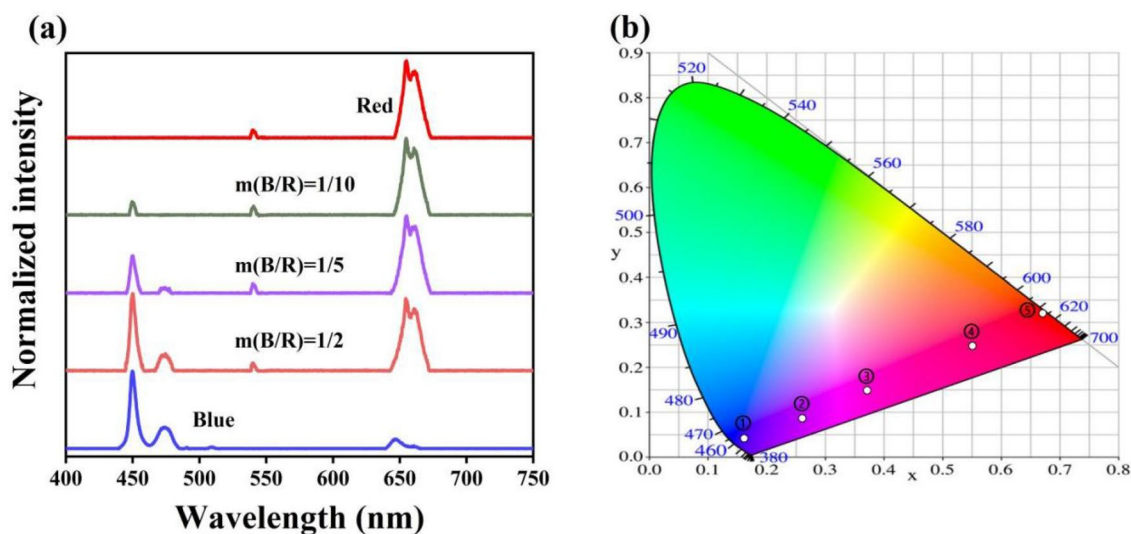 (a)
Normalized intensity
Red
m(B/R)=1/10
m(B/R)=1/5
m(B/R)=1/2
Blue
400 450 500 550 600 650 700 750
Wavelength (nm)
(b)
0.9
0.8
0.7
0.6
0.5
y
0.4
0.3
0.2
0.1
0.0
520
540
560
500
580
600
620
490
700
480
470
460
380
⑤
④
③
②
①
0.0 0.1 0.2 0.3 0.4 0.5 0.6 0.7 0.8
x